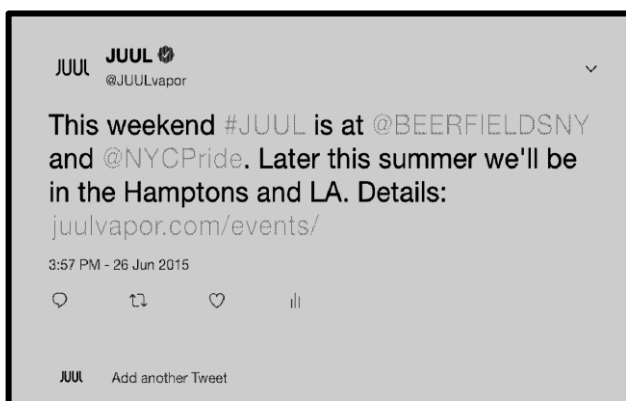 JUUL JUUL
@JUULvapor
This weekend #JUUL is at @BEERFIELDSNY
and @NYCPride. Later this summer we'll be
in the Hamptons and LA. Details:
juulvapor.com/events/
3:57 PM - 26 Jun 2015
JUUL Add another Tweet